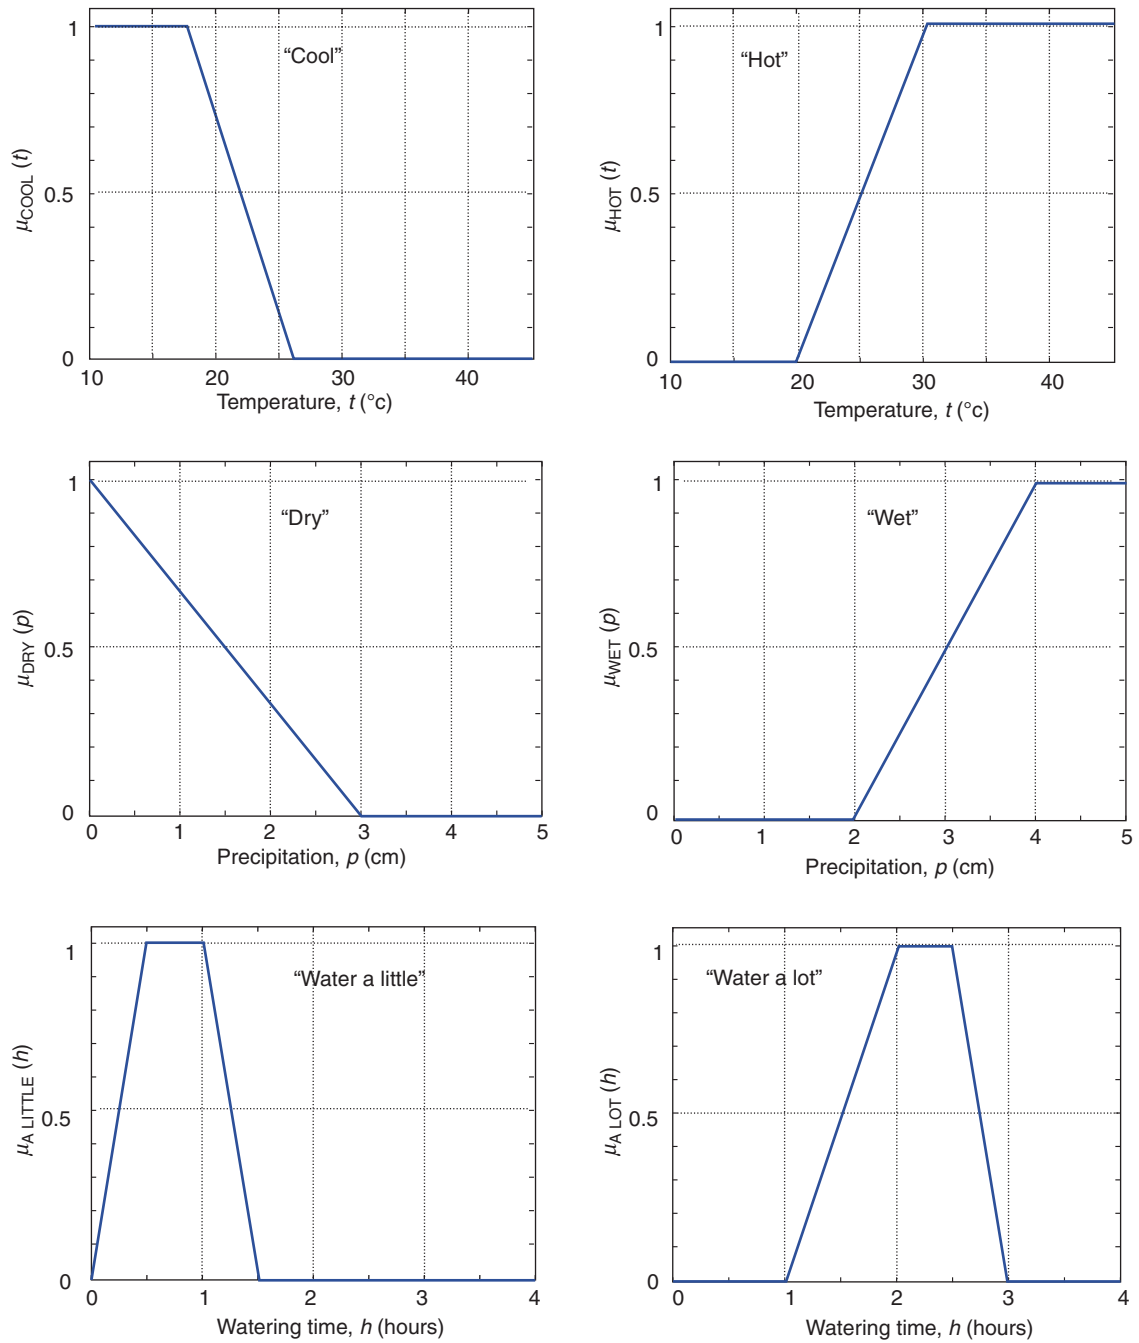 1
"Cool"
0.5
μCOOL (t)
0
10 20 30 40
Temperature, t (°c)
1
"Hot"
0.5
μHOT (t)
0
10 20 30 40
Temperature, t (°c)
1
"Dry"
0.5
μDRY (p)
0
0 1 2 3 4 5
Precipitation, p (cm)
1
"Wet"
0.5
μWET (p)
0
0 1 2 3 4 5
Precipitation, p (cm)
1
"Water a little"
0.5
μA LITTLE (h)
0
0 1 2 3 4
Watering time, h (hours)
1
"Water a lot"
0.5
μA LOT (h)
0
0 1 2 3 4
Watering time, h (hours)